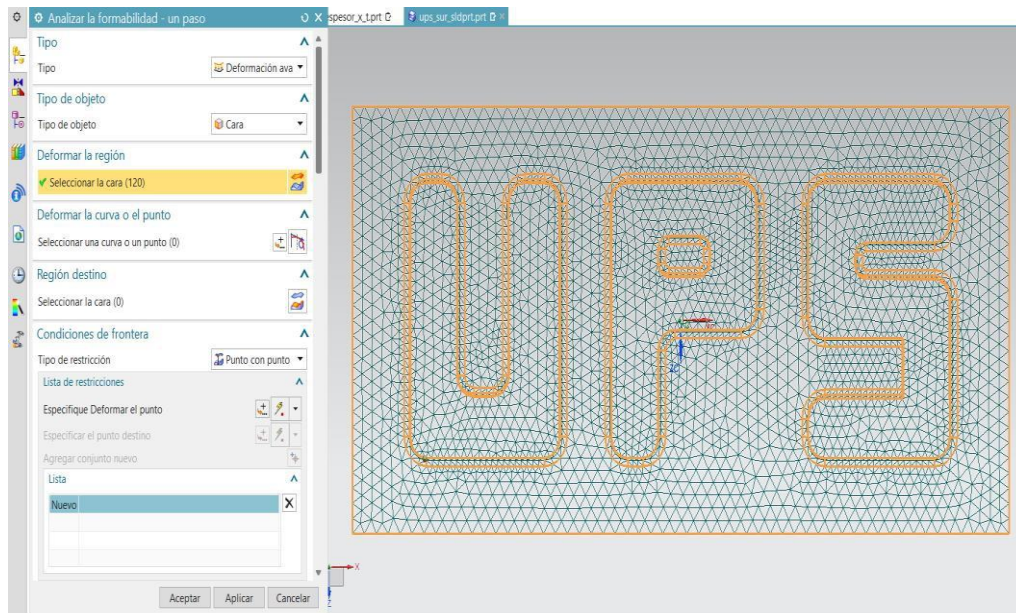 Analizar la formabilidad - un paso
espesor_x_t.prt
ups_sur_sldprt.prt
Tipo
Tipo
Deformación ava
Tipo de objeto
Tipo de objeto
Cara
Deformar la región
Seleccionar la cara (120)
Deformar la curva o el punto
Seleccionar una curva o un punto (0)
Región destino
Seleccionar la cara (0)
Condiciones de frontera
Tipo de restricción
Punto con punto
Lista de restricciones
Especifique Deformar el punto
Especificar el punto destino
Agregar conjunto nuevo
Lista
Nuevo
X
Z
Aceptar
Aplicar
Cancelar
UPS